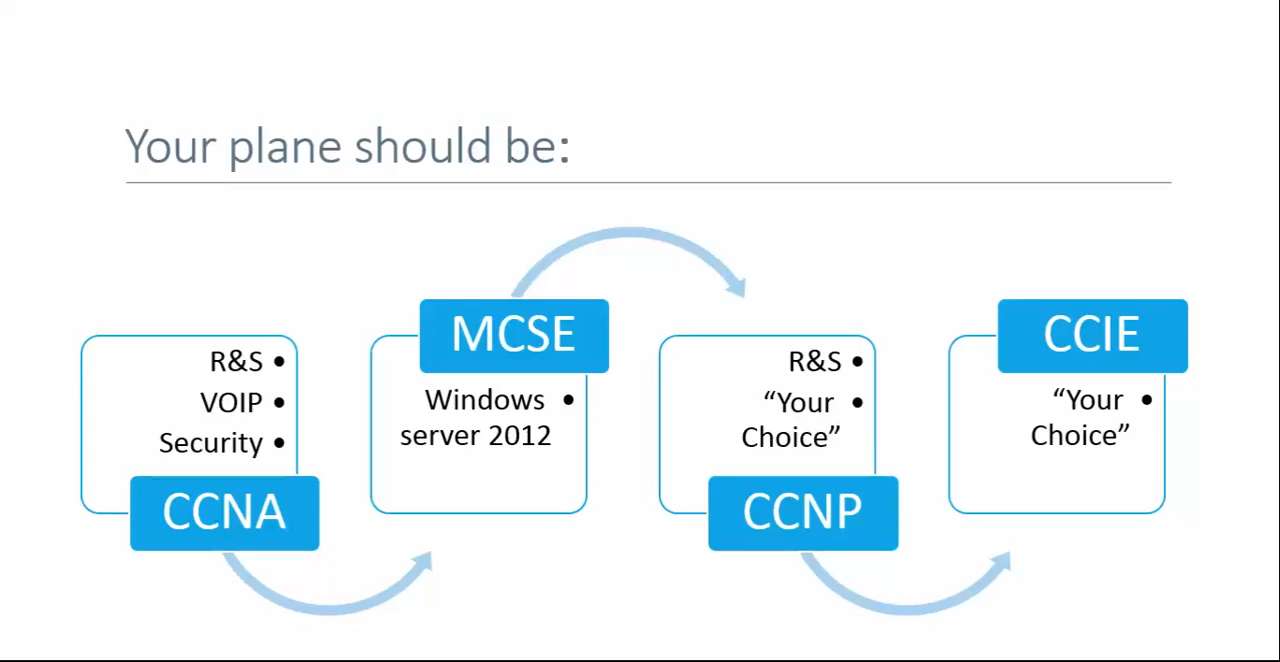 Your plane should be:
R&S •
VOIP •
Security •
CCNA
MCSE
Windows •
server 2012
R&S •
“Your •
Choice”
CCNP
CCIE
“Your •
Choice”